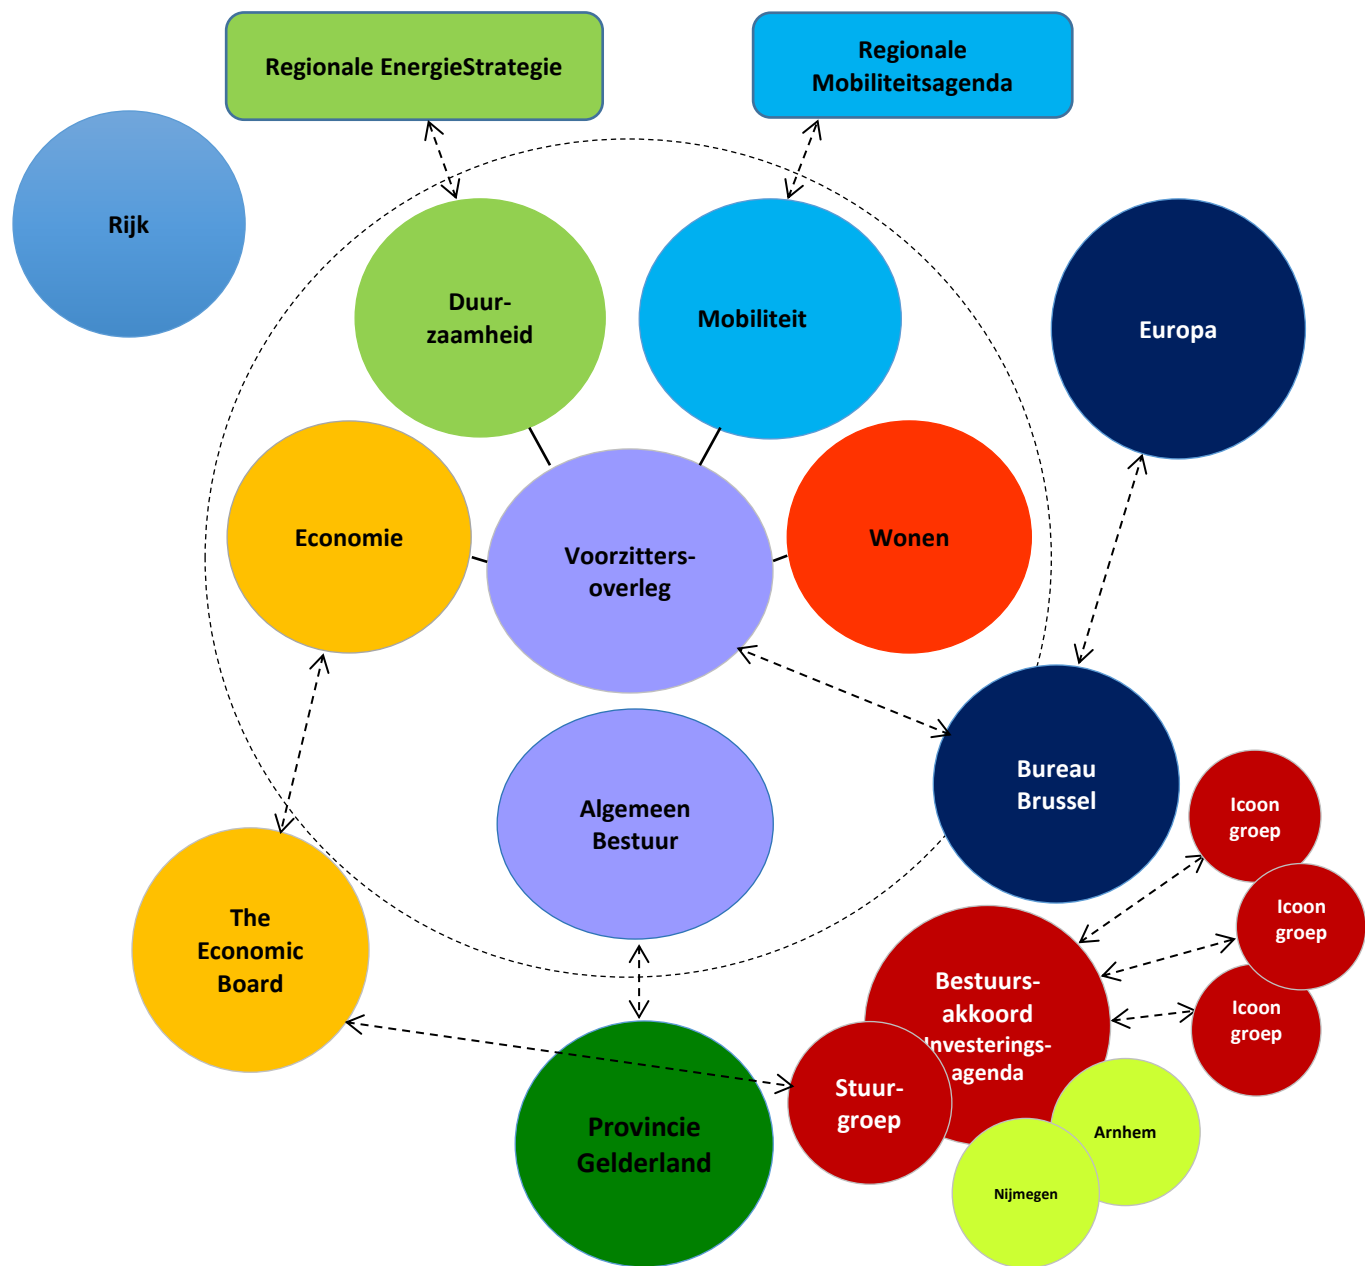 Regionale EnergieStrategie
Regionale
Mobiliteitsagenda
Rijk
Duur-
zaamheid
Mobiliteit
Europa
Economie
Voorzitters-
overleg
Wonen
Algemeen
Bestuur
Bureau
Brussel
Icoon
groep
The
Economic
Board
Icoon
groep
Bestuurs-
akkoord
Investerings-
agenda
Icoon
groep
Stuur-
groep
Provincie
Gelderland
Arnhem
Nijmegen